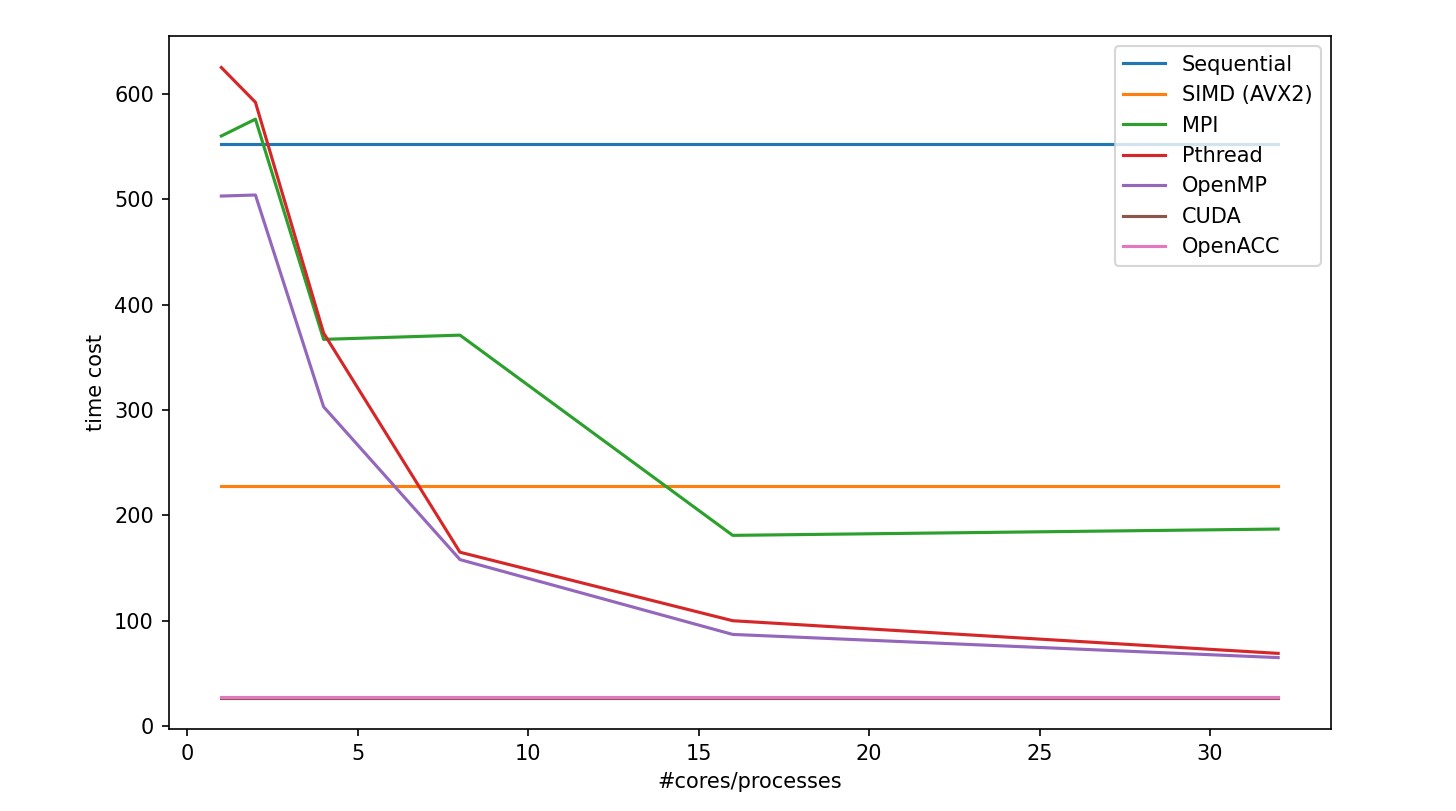 600
500
400
300
200
100
0
time cost
0 5 10 15 20 25 30
#cores/processes
Sequential
SIMD (AVX2)
MPI
Pthread
OpenMP
CUDA
OpenACC